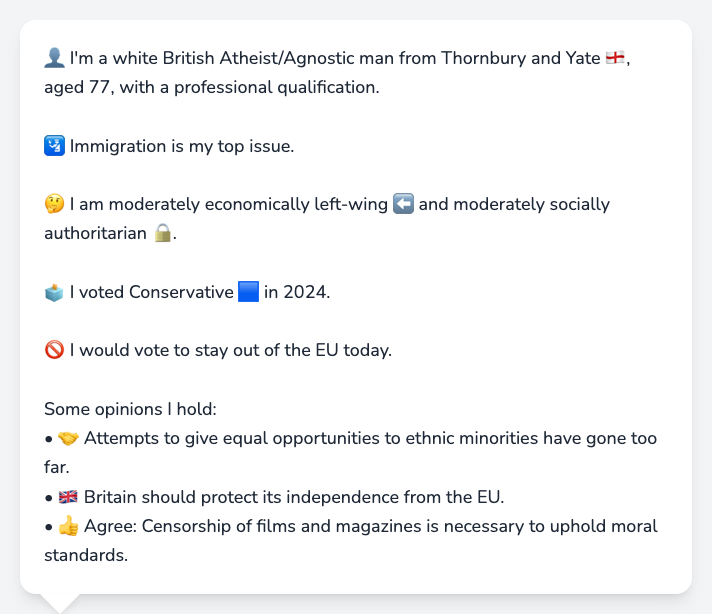 👤 I'm a white British Atheist/Agnostic man from Thornbury and Yate 🏴󠁧󠁢󠁥󠁮󠁧󠁿,
aged 77, with a professional qualification.
🛂 Immigration is my top issue.
🤔 I am moderately economically left-wing ⬅️ and moderately socially
authoritarian 🔒.
🗳️ I voted Conservative 🟦 in 2024.
🚫 I would vote to stay out of the EU today.
Some opinions I hold:
• 🤝 Attempts to give equal opportunities to ethnic minorities have gone too
far.
• 🇬🇧 Britain should protect its independence from the EU.
• 👍 Agree: Censorship of films and magazines is necessary to uphold moral
standards.